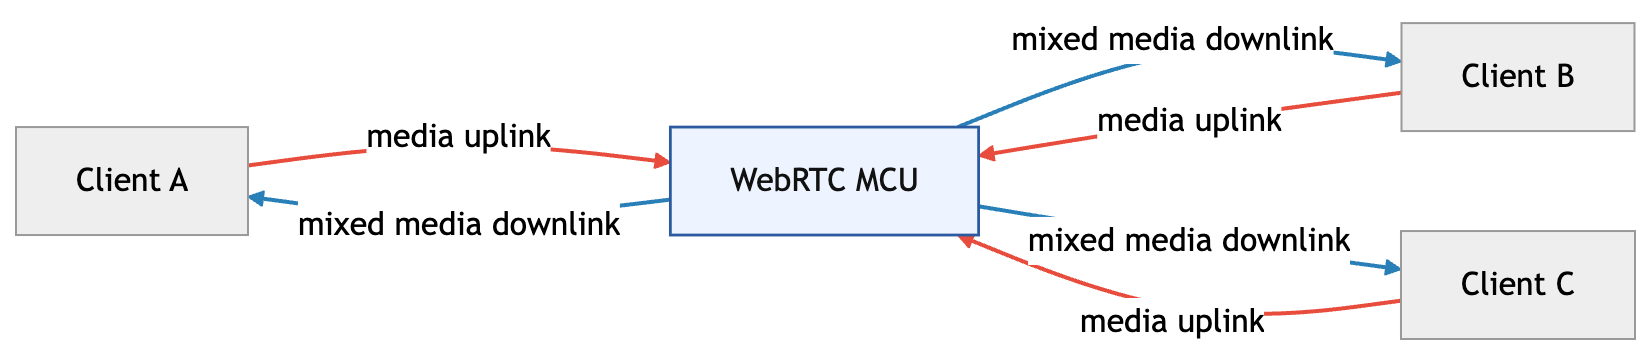 Client A
media uplink
mixed media downlink
WebRTC MCU
mixed media downlink
media uplink
mixed media downlink
media uplink
Client B
Client C